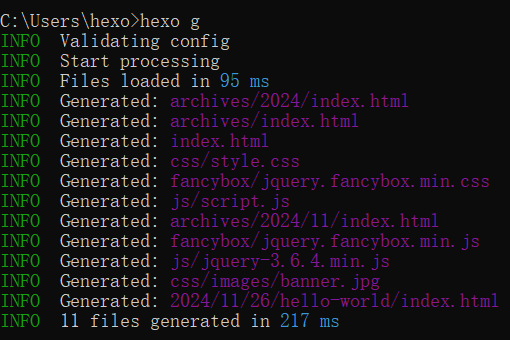 C:\Users\hexo>hexo g
INFO  Validating config
INFO  Start processing
INFO  Files loaded in 95 ms
INFO  Generated: archives/2024/index.html
INFO  Generated: archives/index.html
INFO  Generated: index.html
INFO  Generated: css/style.css
INFO  Generated: fancybox/jquery.fancybox.min.css
INFO  Generated: js/script.js
INFO  Generated: archives/2024/11/index.html
INFO  Generated: fancybox/jquery.fancybox.min.js
INFO  Generated: js/jquery-3.6.4.min.js
INFO  Generated: css/images/banner.jpg
INFO  Generated: 2024/11/26/hello-world/index.html
INFO  11 files generated in 217 ms